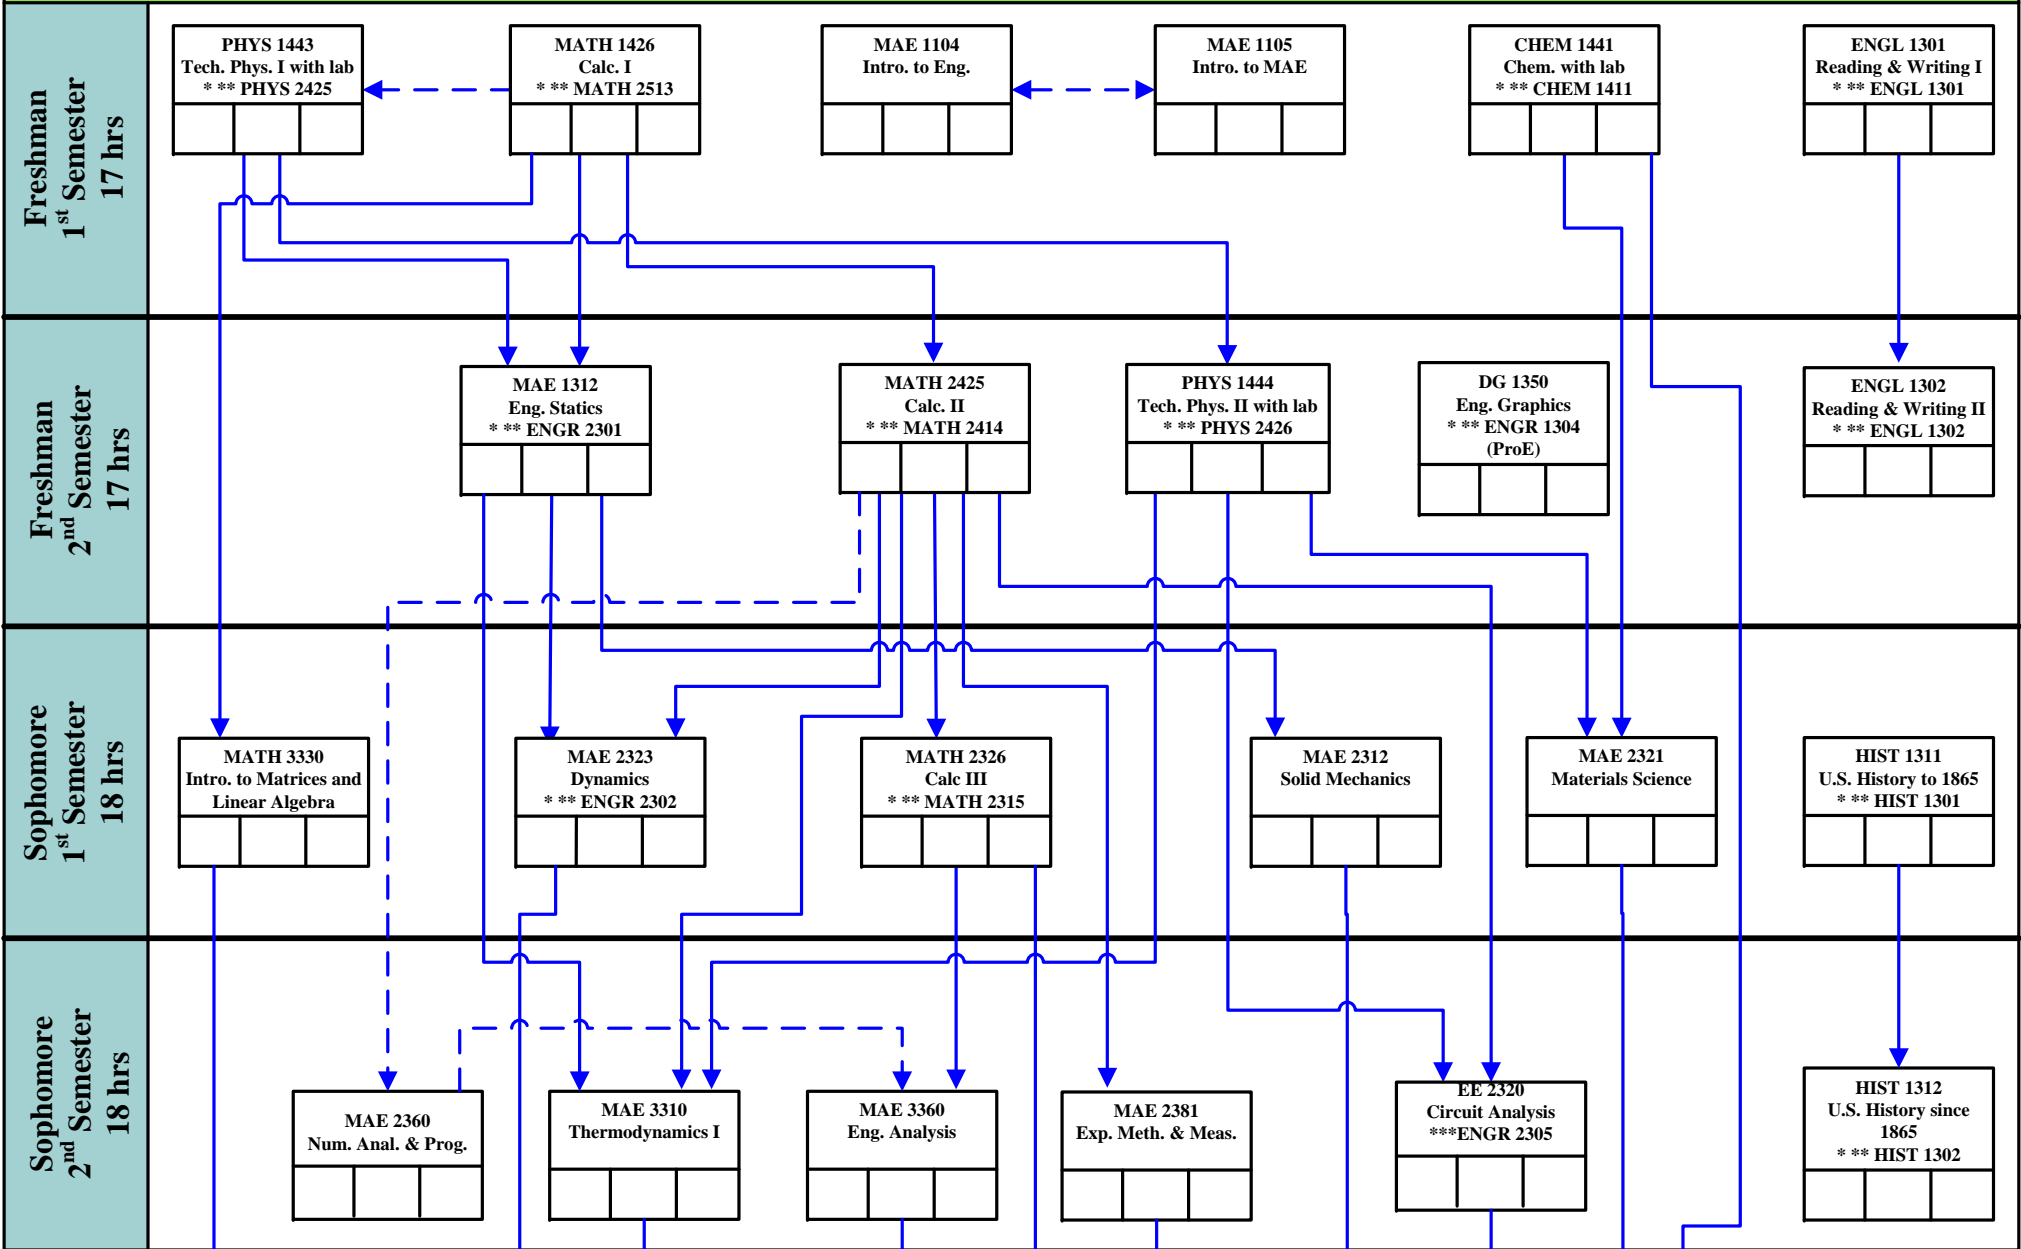 Freshman
1st Semester
17 hrs
PHYS 1443
Tech. Phys. I with lab
* ** PHYS 2425
MATH 1426
Calc. I
* ** MATH 2513
MAE 1104
Intro. to Eng.
MAE 1105
Intro. to MAE
CHEM 1441
Chem. with lab
* ** CHEM 1411
ENGL 1301
Reading & Writing I
* ** ENGL 1301
Freshman
2nd Semester
17 hrs
MAE 1312
Eng. Statics
* ** ENGR 2301
MATH 2425
Calc. II
* ** MATH 2414
PHYS 1444
Tech. Phys. II with lab
* ** PHYS 2426
DG 1350
Eng. Graphics
* ** ENGR 1304
(ProE)
ENGL 1302
Reading & Writing II
* ** ENGL 1302
Sophomore
1st Semester
18 hrs
MATH 3330
Intro. to Matrices and
Linear Algebra
MAE 2323
Dynamics
* ** ENGR 2302
MATH 2326
Calc III
* ** MATH 2315
MAE 2312
Solid Mechanics
MAE 2321
Materials Science
HIST 1311
U.S. History to 1865
* ** HIST 1301
Sophomore
2nd Semester
18 hrs
MAE 2360
Num. Anal. & Prog.
MAE 3310
Thermodynamics I
MAE 3360
Eng. Analysis
MAE 2381
Exp. Meth. & Meas.
EE 2320
Circuit Analysis
***ENGR 2305
HIST 1312
U.S. History since
1865
* ** HIST 1302